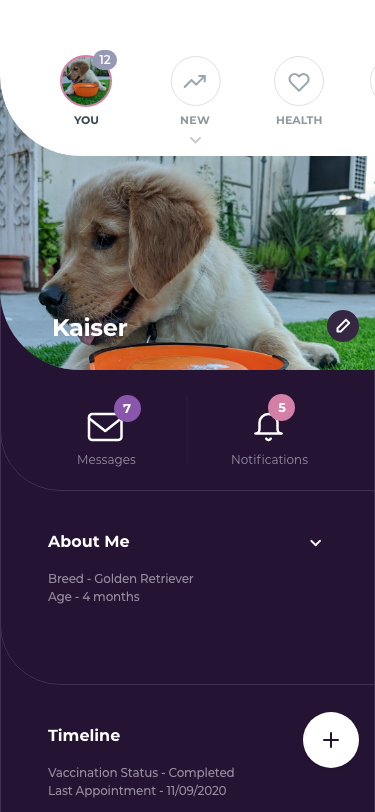 12
YOU
NEW
HEALTH
Kaiser
7
5
Messages
Notifications
About Me
Breed - Golden Retriever
Age - 4 months
Timeline
Vaccination Status - Completed
Last Appointment - 11/09/2020